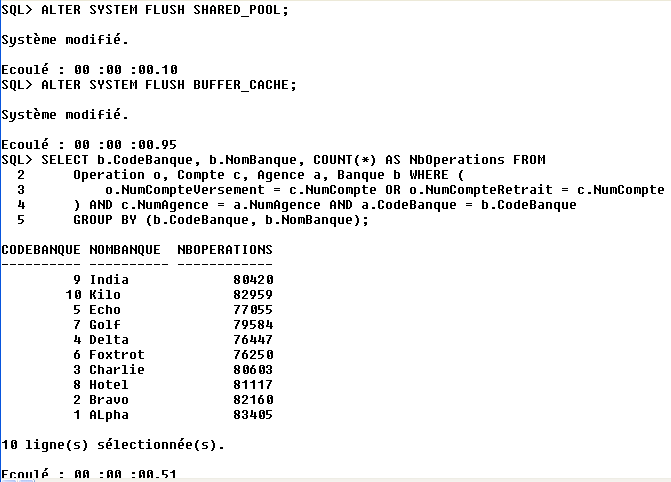 SQL> ALTER SYSTEM FLUSH SHARED_POOL;
Système modifié.
Ecoulé : 00 :00 :00.10
SQL> ALTER SYSTEM FLUSH BUFFER_CACHE;
Système modifié.
Ecoulé : 00 :00 :00.95
SQL> SELECT b.CodeBanque, b.NomBanque, COUNT(*) AS NbOperations FROM
2 Operation o, Compte c, Agence a, Banque b WHERE (
3 o.NumCompteVersement = c.NumCompte OR o.NumCompteRetrait = c.NumCompte
4 ) AND c.NumAgence = a.NumAgence AND a.CodeBanque = b.CodeBanque
5 GROUP BY (b.CodeBanque, b.NomBanque);
CODEBANQUE NOMBANQUE NBOPERATIONS
---------- ---------- ------------
9 India 80420
10 Kilo 82959
5 Echo 77055
7 Golf 79584
4 Delta 76447
6 Foxtrot 76250
3 Charlie 80603
8 Hotel 81117
2 Bravo 82160
1 ALpha 83405
10 ligne(s) sélectionnée(s).
Ecoulé : 00 :00 :00.51